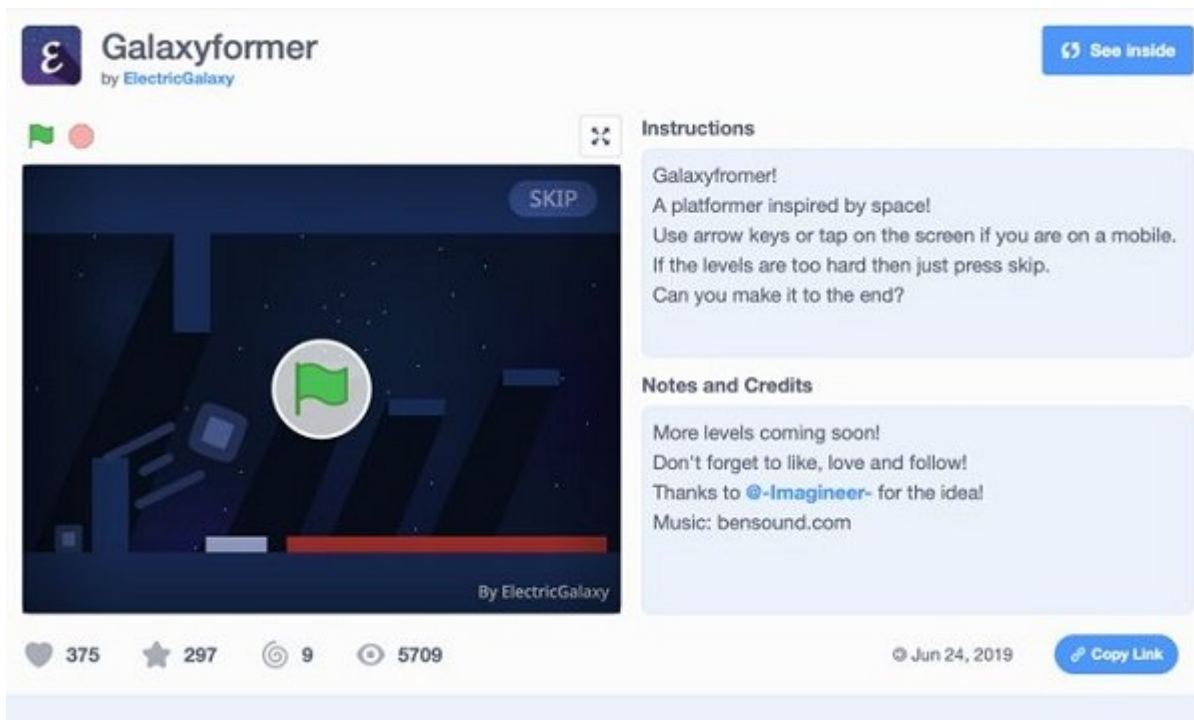 Galaxyformer
by ElectricGalaxy
See inside
Instructions
SKIP
Galaxyfromer!
A platformer inspired by space!
Use arrow keys or tap on the screen if you are on a mobile.
If the levels are too hard then just press skip.
Can you make it to the end?
Notes and Credits
More levels coming soon!
Don't forget to like, love and follow!
Thanks to @-Imagineer- for the idea!
Music: bensound.com
By ElectricGalaxy
375 297 9 5709
© Jun 24, 2019
Copy Link